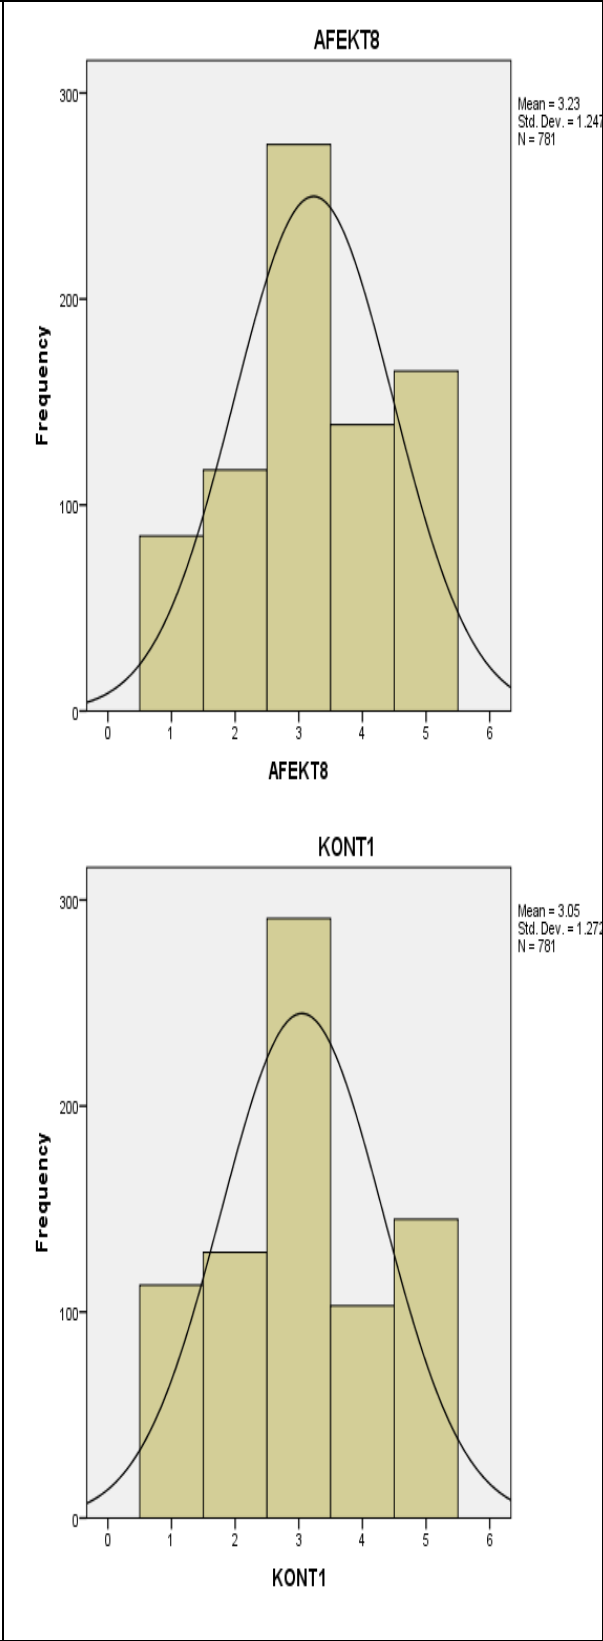 AFEKT8
Mean = 3.23
Std. Dev. = 1.247
N = 781
300
200
100
0
Frequency
0 1 2 3 4 5 6
AFEKT8
KONT1
Mean = 3.05
Std. Dev. = 1.272
N = 781
300
200
100
0
Frequency
0 1 2 3 4 5 6
KONT1